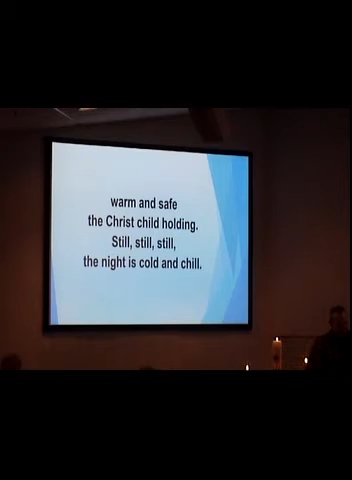 warm and safe
the Christ child holding.
Still, still, still,
the night is cold and chill.